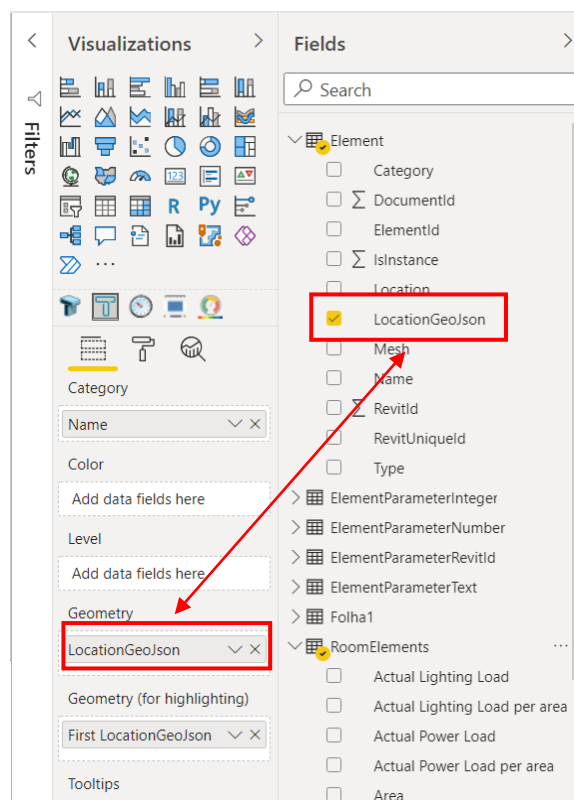 Visualizations
Filters
123
R
Py
Category
Name
Color
Add data fields here
Level
Add data fields here
Geometry
LocationGeoJson
Geometry (for highlighting)
First LocationGeoJson
Tooltips
Fields
Search
Element
Category
∑ DocumentId
ElementId
∑ IsInstance
Location
LocationGeoJson
Mesh
Name
∑ RevitId
RevitUniqueId
Type
ElementParameterInteger
ElementParameterNumber
ElementParameterRevitId
ElementParameterText
Folha1
RoomElements
Actual Lighting Load
Actual Lighting Load per area
Actual Power Load
Actual Power Load per area
Area